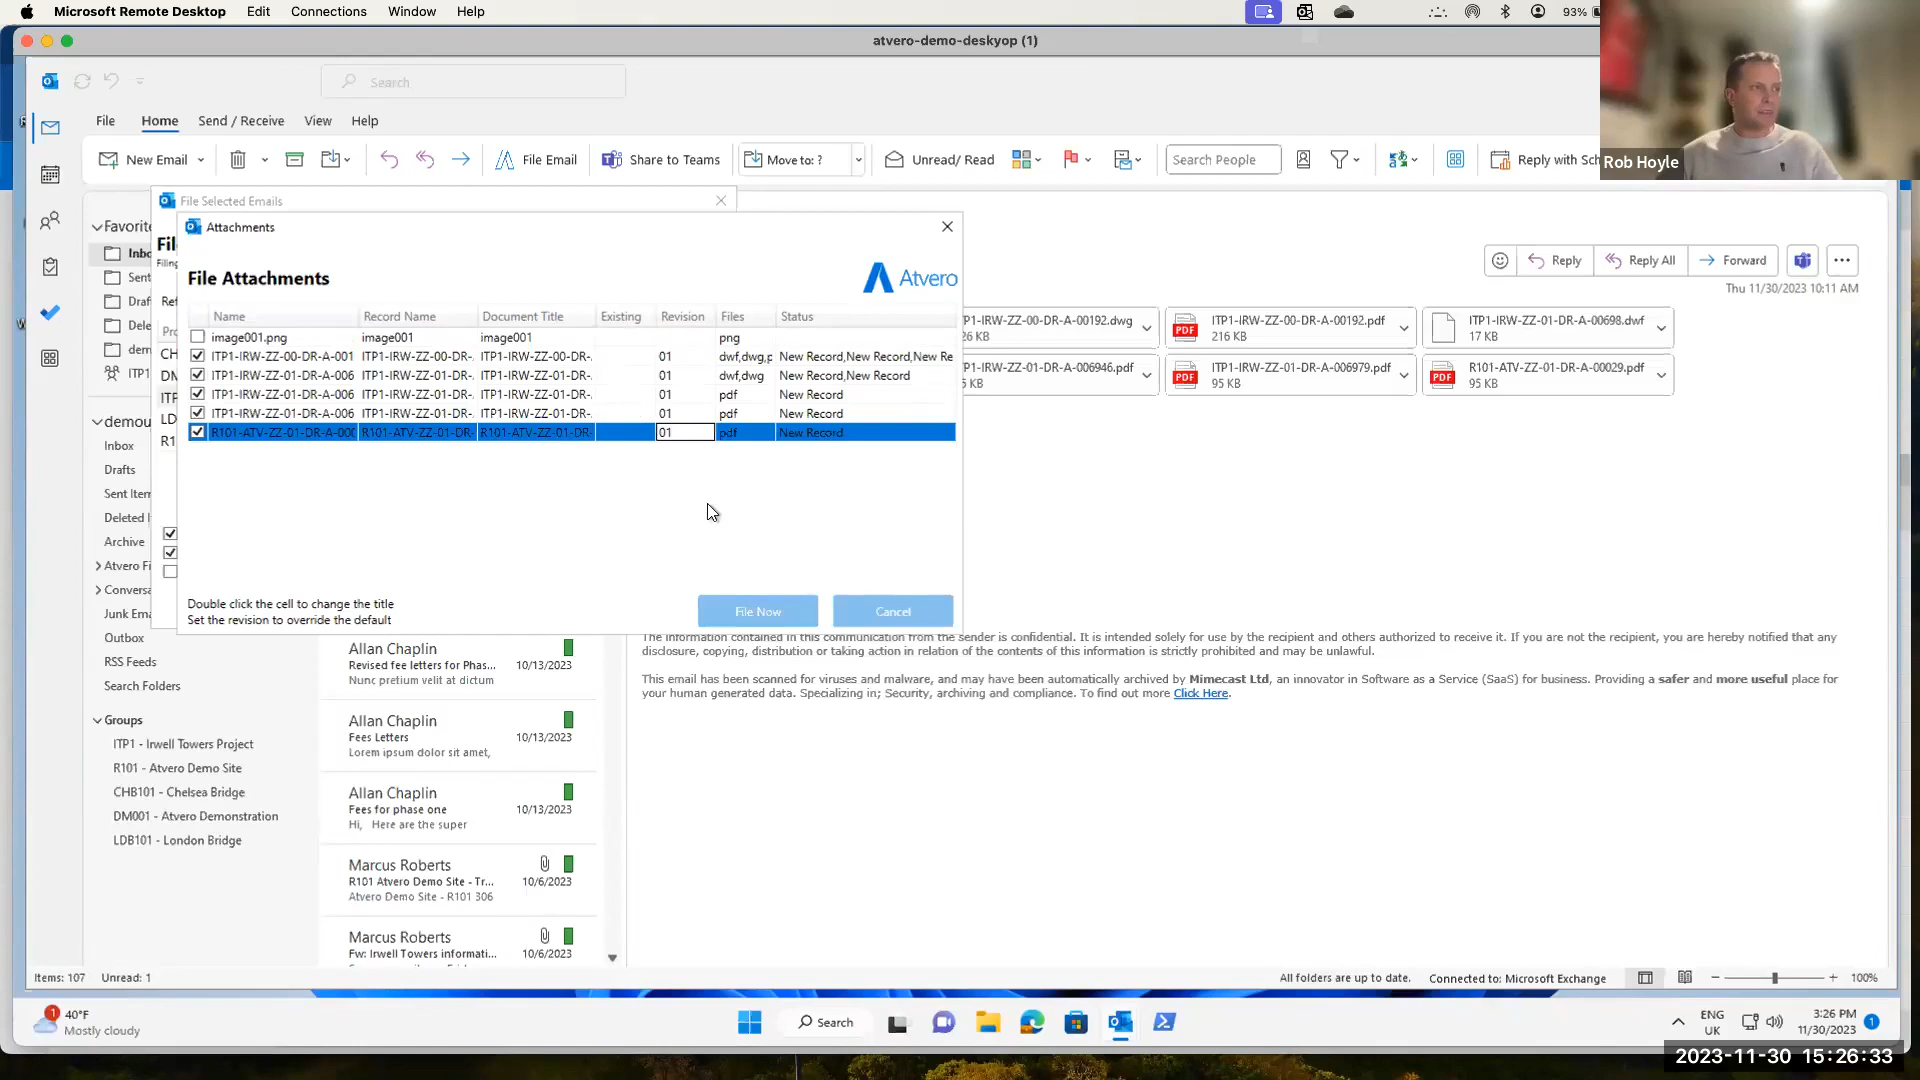 Microsoft Remote Desktop Edit Connections Window Help
93%
atvero-demo-deskyop (1)
Search
File Home Send / Receive View Help
New Email File Email Share to Teams Move to: ? Unread/ Read Search People Reply with Sc
Rob Hoyle
File Selected Emails
Attachments
File Attachments
Atvero
Name Record Name Document Title Existing Revision Files Status
image001.png image001 image001 png
ITP1-IRW-ZZ-00-DR-A-001 ITP1-IRW-ZZ-00-DR-. ITP1-IRW-ZZ-00-DR-. 01 dwf,dwg,p New Record,New Record,New Re
ITP1-IRW-ZZ-01-DR-A-006 ITP1-IRW-ZZ-01-DR-. ITP1-IRW-ZZ-01-DR-. 01 dwf,dwg New Record,New Record
ITP1-IRW-ZZ-01-DR-A-006 ITP1-IRW-ZZ-01-DR-. ITP1-IRW-ZZ-01-DR-. 01 pdf New Record
ITP1-IRW-ZZ-01-DR-A-006 ITP1-IRW-ZZ-01-DR-. ITP1-IRW-ZZ-01-DR-. 01 pdf New Record
R101-ATV-ZZ-01-DR-A-000 R101-ATV-ZZ-01-DR- R101-ATV-ZZ-01-DR- 01 pdf New Record
Double click the cell to change the title
Set the revision to override the default
File Now Cancel
Reply Reply All Forward
Thu 11/30/2023 10:11 AM
P1-IRW-ZZ-00-DR-A-00192.dwg
26 KB
PDF ITP1-IRW-ZZ-00-DR-A-00192.pdf
216 KB
ITP1-IRW-ZZ-01-DR-A-00698.dwf
17 KB
P1-IRW-ZZ-01-DR-A-006946.pdf
5 KB
PDF ITP1-IRW-ZZ-01-DR-A-006979.pdf
95 KB
PDF R101-ATV-ZZ-01-DR-A-00029.pdf
95 KB
Favorite
Inbo
Sent
Draf
Dele
ITP1
demou
Inbox
Drafts
Sent Item
Deleted I
Archive
Atvero Fi
Conversa
Junk Ema
Outbox
RSS Feeds
Search Folders
Groups
ITP1 - Irwell Towers Project
R101 - Atvero Demo Site
CHB101 - Chelsea Bridge
DM001 - Atvero Demonstration
LDB101 - London Bridge
Allan Chaplin
Revised fee letters for Phas... 10/13/2023
Nunc pretium velit at dictum
Allan Chaplin
Fees Letters 10/13/2023
Lorem ipsum dolor sit amet,
Allan Chaplin
Fees for phase one 10/13/2023
Hi, Here are the super
Marcus Roberts
R101 Atvero Demo Site - Tr... 10/6/2023
Atvero Demo Site - R101 306
Marcus Roberts
Fw: Irwell Towers informati... 10/6/2023
The information contained in this communication from the sender is confidential. It is intended solely for use by the recipient and others authorized to receive it. If you are not the recipient, you are hereby notified that any
disclosure, copying, distribution or taking action in relation of the contents of this information is strictly prohibited and may be unlawful.
This email has been scanned for viruses and malware, and may have been automatically archived by Mimecast Ltd, an innovator in Software as a Service (SaaS) for business. Providing a safer and more useful place for
your human generated data. Specializing in; Security, archiving and compliance. To find out more Click Here.
Items: 107 Unread: 1
All folders are up to date. Connected to: Microsoft Exchange 100%
1 40°F
Mostly cloudy
Search
ENG
UK
3:26 PM
11/30/2023 1
2023-11-30 15:26:33